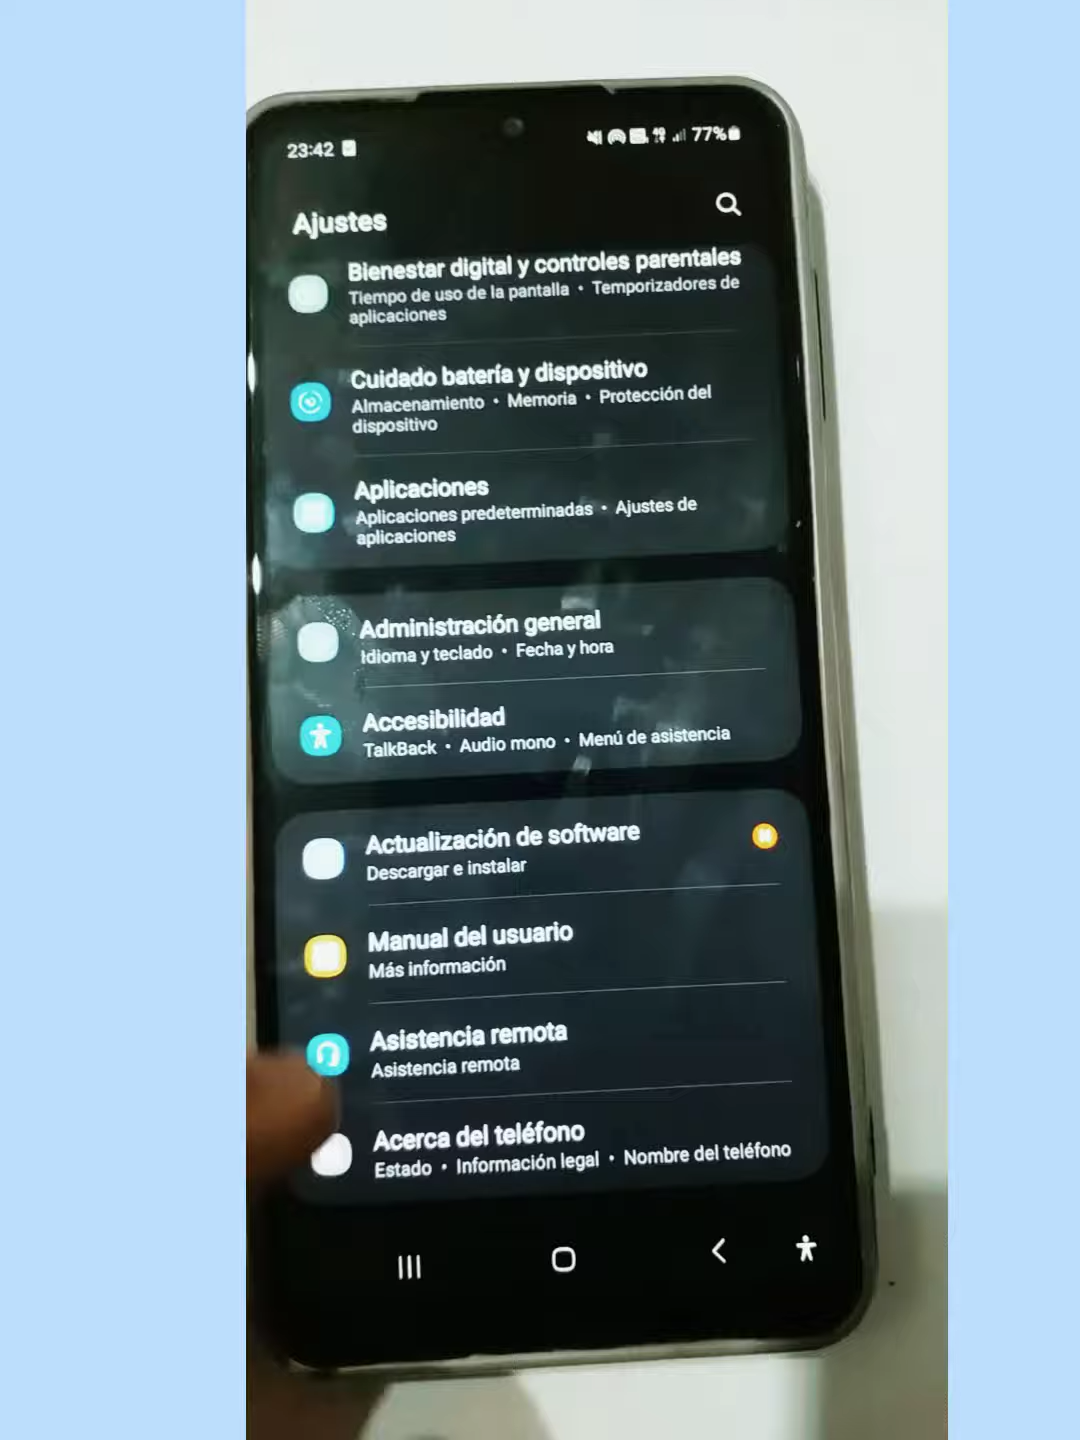 23:42
77%
Ajustes
Bienestar digital y controles parentales
Tiempo de uso de la pantalla • Temporizadores de
aplicaciones
Cuidado batería y dispositivo
Almacenamiento • Memoria • Protección del
dispositivo
Aplicaciones
Aplicaciones predeterminadas • Ajustes de
aplicaciones
Administración general
Idioma y teclado • Fecha y hora
Accesibilidad
TalkBack • Audio mono • Menú de asistencia
Actualización de software
Descargar e instalar
Manual del usuario
Más información
Asistencia remota
Asistencia remota
Acerca del teléfono
Estado • Información legal • Nombre del teléfono